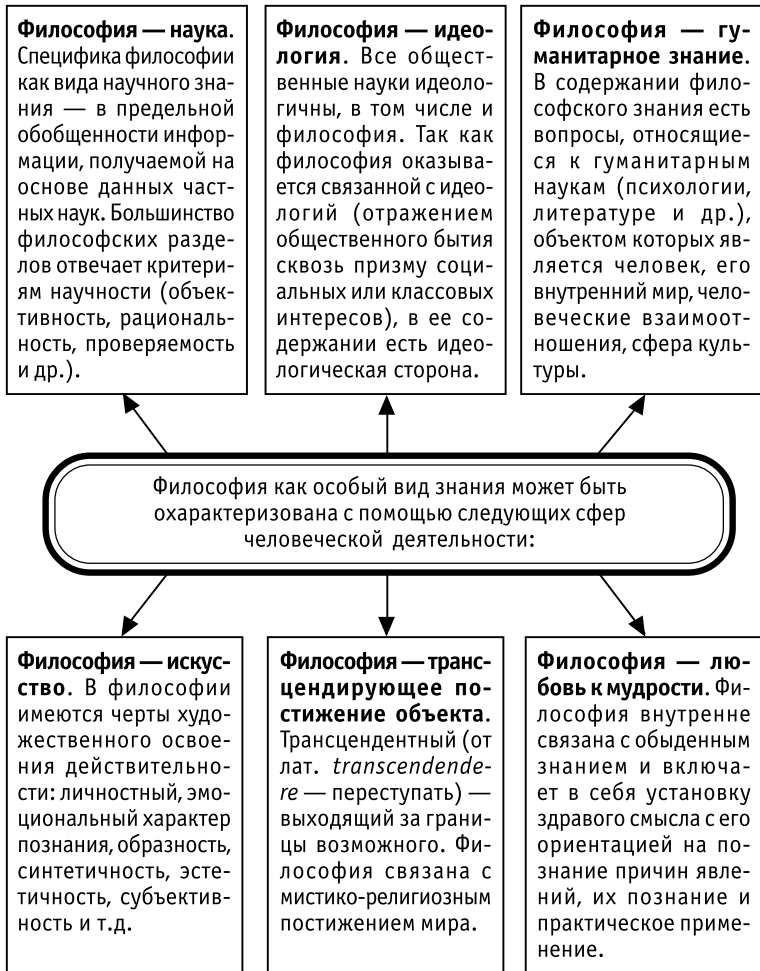 Философия — наука.
Специфика философии
как вида научного зна-
ния — в предельной
обобщенности инфор-
мации, получаемой на
основе данных част-
ных наук. Большинство
философских разде-
лов отвечает критери-
ям научности (объек-
тивность, рациональ-
ность, проверяемость
и др.).
Философия — идео-
логия. Все общест-
венные науки идеоло-
гичны, в том числе и
философия. Так как
философия оказыва-
ется связанной с идео-
логий (отражением
общественного бытия
сквозь призму соци-
альных или классовых
интересов), в ее со-
держании есть идео-
логическая сторона.
Философия — гу-
манитарное знание.
В содержании фило-
софского знания есть
вопросы, относящие-
ся к гуманитарным
наукам (психологии,
литературе и др.),
объектом которых яв-
ляется человек, его
внутренний мир, чело-
веческие взаимоот-
ношения, сфера куль-
туры.
Философия как особый вид знания может быть
охарактеризована с помощью следующих сфер
человеческой деятельности:
Философия — искус-
ство. В философии
имеются черты худо-
жественного освое-
ния действительно-
сти: личностный, эмо-
циональный характер
познания, образность,
синтетичность, эсте-
тичность, субъектив-
ность и т.д.
Философия — транс-
цендирующее по-
стижение объекта.
Трансцендентный (от
лат. transcendende-
re — переступать) —
выходящий за грани-
цы возможного. Фи-
лософия связана с
мистико-религиозным
постижением мира.
Философия — лю-
бовь к мудрости. Фи-
лософия внутренне
связана с обыденным
знанием и включа-
ет в себя установку
здравого смысла с его
ориентацией на по-
знание причин явле-
ний, их познание и
практическое приме-
нение.